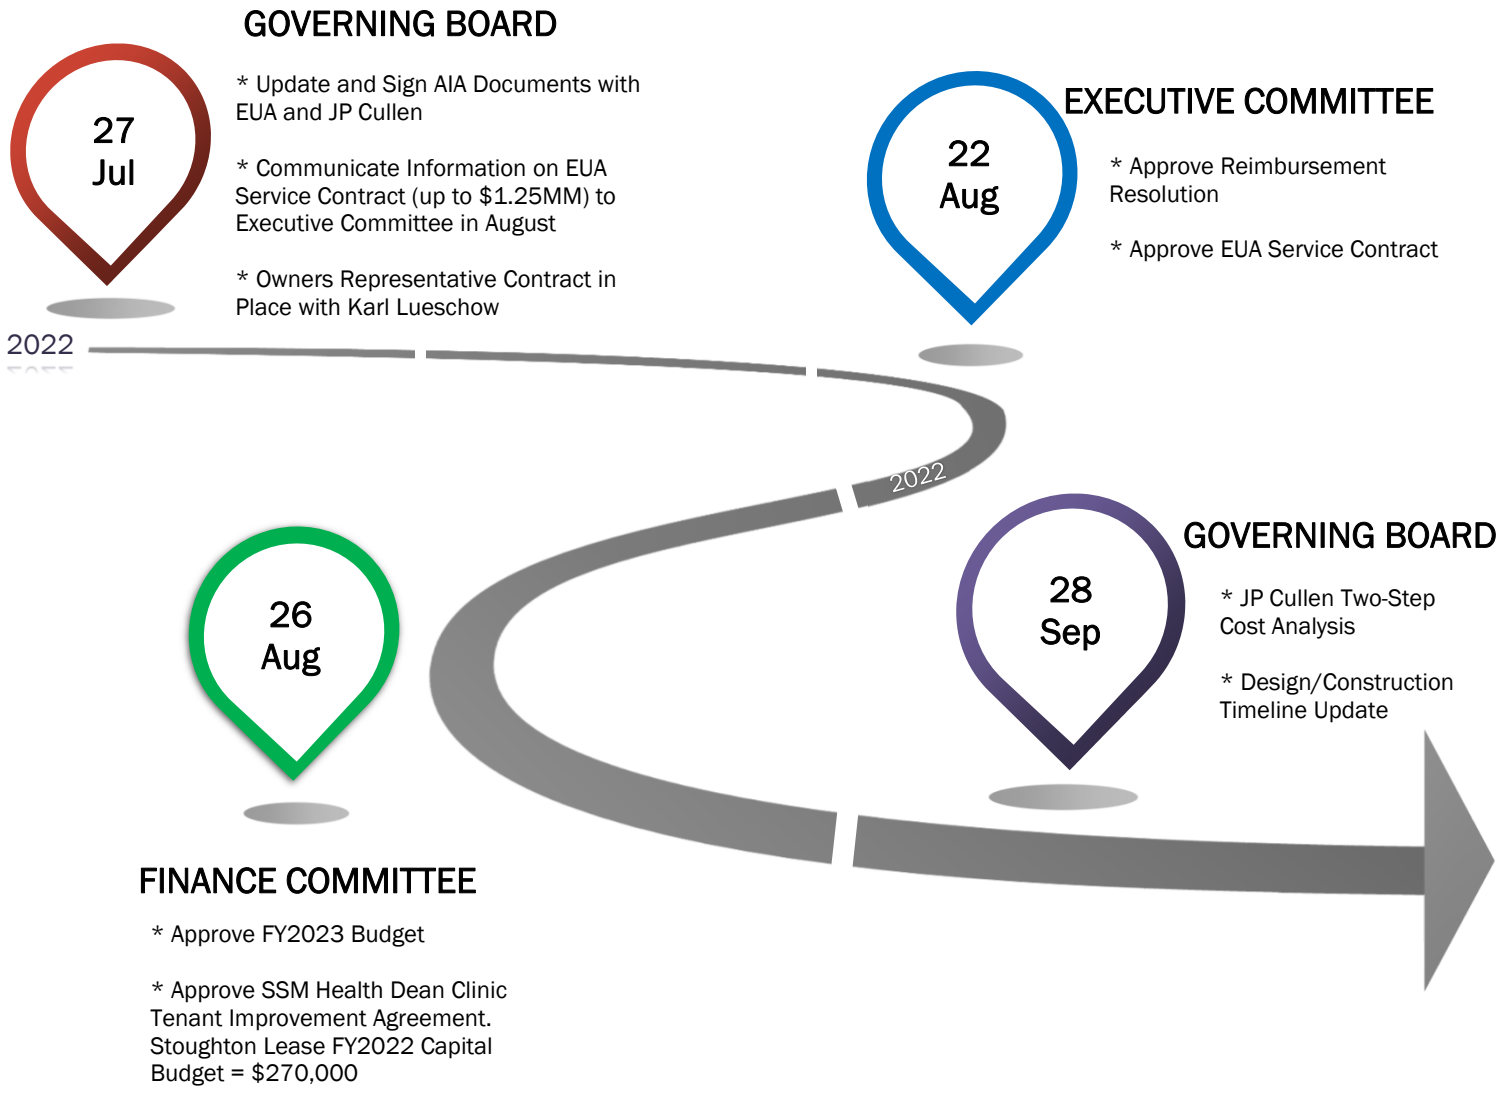 GOVERNING BOARD
27
Jul
* Update and Sign AIA Documents with
EUA and JP Cullen
* Communicate Information on EUA
Service Contract (up to $1.25MM) to
Executive Committee in August
* Owners Representative Contract in
Place with Karl Lueschow
2022
22
Aug
EXECUTIVE COMMITTEE
* Approve Reimbursement
Resolution
* Approve EUA Service Contract
2022
26
Aug
FINANCE COMMITTEE
* Approve FY2023 Budget
* Approve SSM Health Dean Clinic
Tenant Improvement Agreement.
Stoughton Lease FY2022 Capital
Budget = $270,000
28
Sep
GOVERNING BOARD
* JP Cullen Two-Step
Cost Analysis
* Design/Construction
Timeline Update